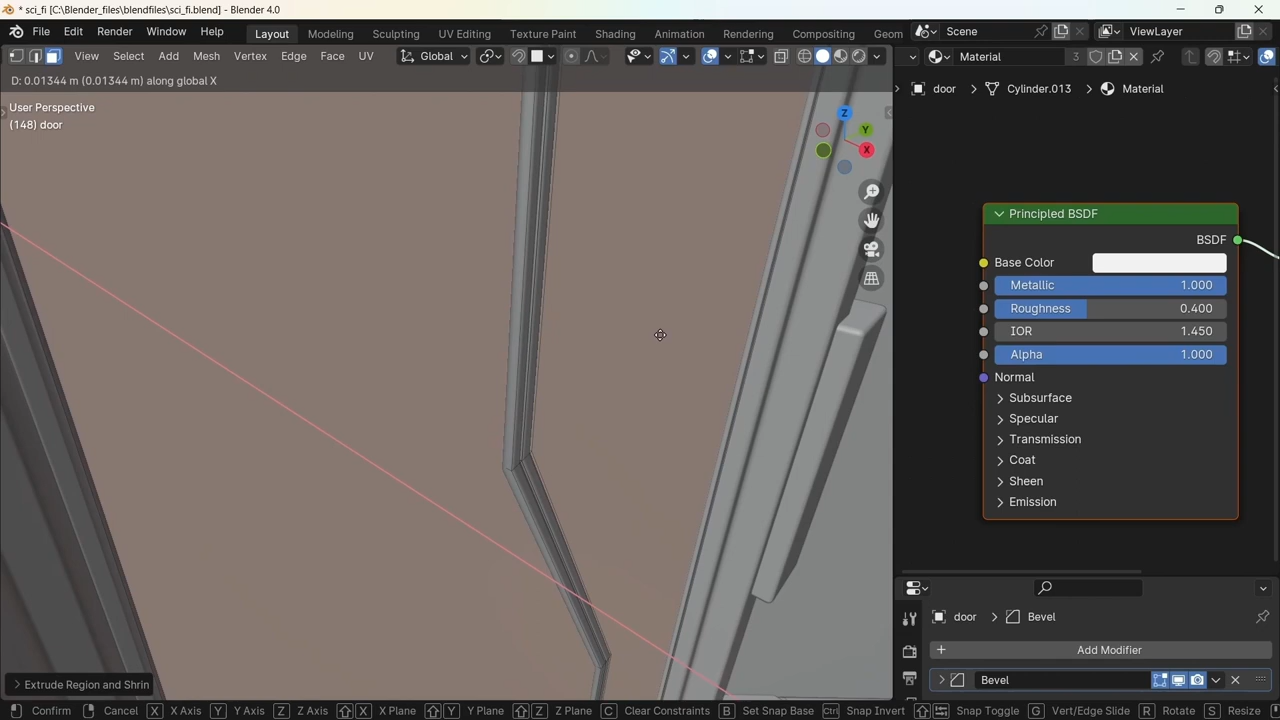 * sci_fi [C:\Blender_files\blendfiles\sci_fi.blend] - Blender 4.0
File Edit Render Window Help Layout Modeling Sculpting UV Editing Texture Paint Shading Animation Rendering Compositing Geom Scene ViewLayer
View Select Add Mesh Vertex Edge Face UV Global Material 3
D: 0.01344 m (0.01344 m) along global X
door Cylinder.013 Material
User Perspective
(148) door
Z
Y
X
Principled BSDF
BSDF
Base Color
Metallic 1.000
Roughness 0.400
IOR 1.450
Alpha 1.000
Normal
Subsurface
Specular
Transmission
Coat
Sheen
Emission
door Bevel
Add Modifier
Bevel
Extrude Region and Shrin
Confirm Cancel X X Axis Y Y Axis Z Z Axis X X Plane Y Y Plane Z Z Plane C Clear Constraints B Set Snap Base Ctrl Snap Invert Snap Toggle G Vert/Edge Slide R Rotate S Resize